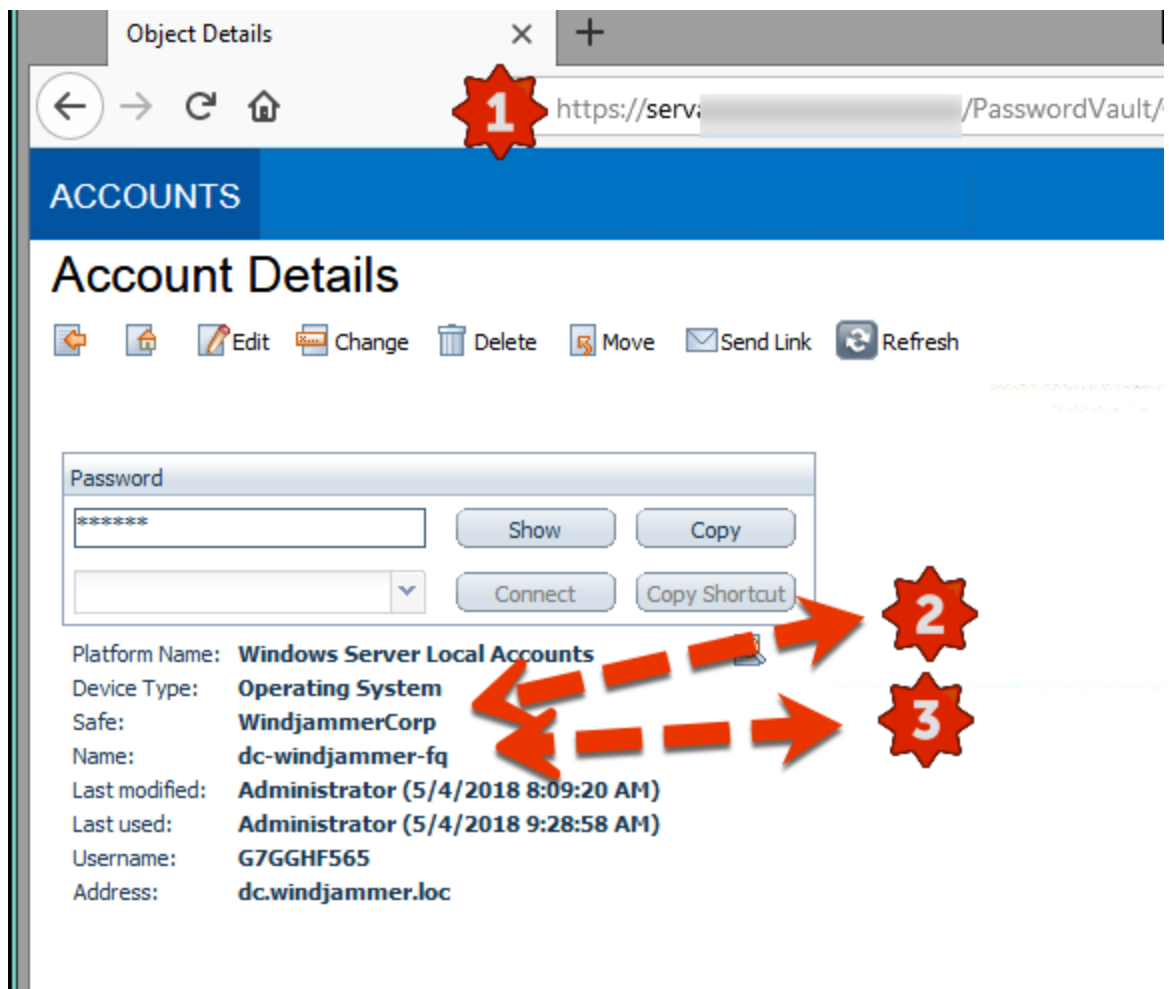 Object Details
1
https://serva /PasswordVault/
ACCOUNTS
Account Details
Edit Change Delete Move Send Link Refresh
Password
******
Show Copy
Connect Copy Shortcut
2
Platform Name: Windows Server Local Accounts
Device Type: Operating System
Safe: WindjammerCorp
3
Name: dc-windjammer-fq
Last modified: Administrator (5/4/2018 8:09:20 AM)
Last used: Administrator (5/4/2018 9:28:58 AM)
Username: G7GGHF565
Address: dc.windjammer.loc